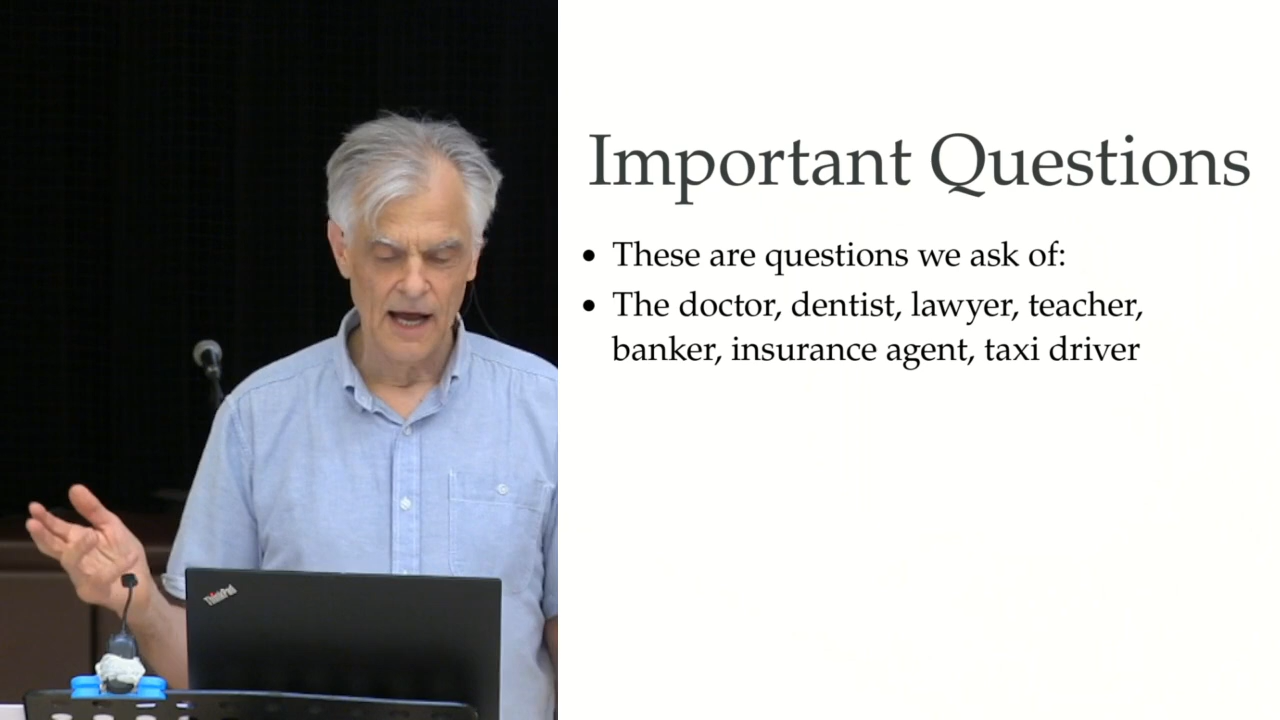 Important Questions
• These are questions we ask of:
• The doctor, dentist, lawyer, teacher,
banker, insurance agent, taxi driver
ThinkPad